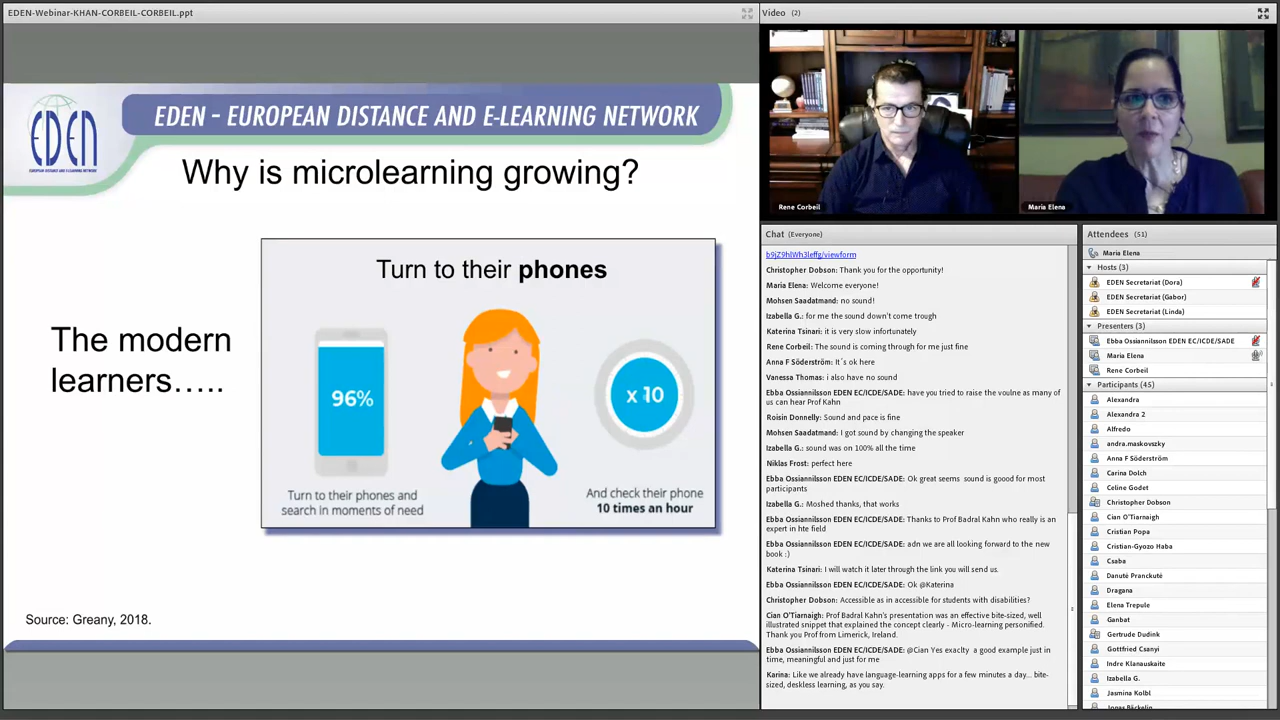 EDEN-Webinar-KHAN-CORBEIL-CORBEIL.ppt
EDEN
EUROPEAN DISTANCE AND E-LEARNING NETWORK
EDEN - EUROPEAN DISTANCE AND E-LEARNING NETWORK
Why is microlearning growing?
The modern
learners…..
Turn to their phones
96%
x 10
Turn to their phones and
search in moments of need
And check their phone
10 times an hour
Source: Greany, 2018.
Video (2)
Rene Corbeil
Maria Elena
Chat (Everyone)
b9jZ9hlWh3leffg/viewform
Christopher Dobson: Thank you for the opportunity!
Maria Elena: Welcome everyone!
Mohsen Saadatmand: no sound!
Izabella G.: for me the sound down't come trough
Katerina Tsinari: it is very slow infortunately
Rene Corbeil: The sound is coming through for me just fine
Anna F Söderström: It´s ok here
Vanessa Thomas: i also have no sound
Ebba Ossiannilsson EDEN EC/ICDE/SADE: have you tried to raise the voulne as many of
us can hear Prof Kahn
Roisin Donnelly: Sound and pace is fine
Mohsen Saadatmand: I got sound by changing the speaker
Izabella G.: sound was on 100% all the time
Niklas Frost: perfect here
Ebba Ossiannilsson EDEN EC/ICDE/SADE: Ok great seems  sound is goood for most
participants
Izabella G.: Moshed thanks, that works
Ebba Ossiannilsson EDEN EC/ICDE/SADE: Thanks to Prof Badral Kahn who really is an
expert in hte field
Ebba Ossiannilsson EDEN EC/ICDE/SADE: adn we are all looking forward to the new
book :)
Katerina Tsinari: I will watch it later through the link you will send us.
Ebba Ossiannilsson EDEN EC/ICDE/SADE: Ok @Katerina
Christopher Dobson: Accessible as in accessible for students with disabilities?
Cian O'Tiarnaigh: Prof Badral Kahn's presentation was an effective bite-sized, well
illustrated snippet that explained the concept clearly - Micro-learning personified.
Thank you Prof from Limerick, Ireland.
Ebba Ossiannilsson EDEN EC/ICDE/SADE: @Cian Yes exaclty  a good example just in
time, meaningful and just for me
Karina: Like we already have language-learning apps for a few minutes a day... bite-
sized, deskless learning, as you say.
Attendees (51)
Maria Elena
Hosts (3)
EDEN Secretariat (Dora)
EDEN Secretariat (Gabor)
EDEN Secretariat (Linda)
Presenters (3)
Ebba Ossiannilsson EDEN EC/ICDE/SADE
Maria Elena
Rene Corbeil
Participants (45)
Alexandra
Alexandra 2
Alfredo
andra.maskovszky
Anna F Söderström
Carina Dolch
Celine Godet
Christopher Dobson
Cian O'Tiarnaigh
Cristian Popa
Cristian-Gyozo Haba
Csaba
Danutė Pranckutė
Dragana
Elena Trepule
Ganbat
Gertrude Dudink
Gottfried Csanyi
Indre Klanauskaite
Izabella G.
Jasmina Kolbl
Jonas Bäckelin